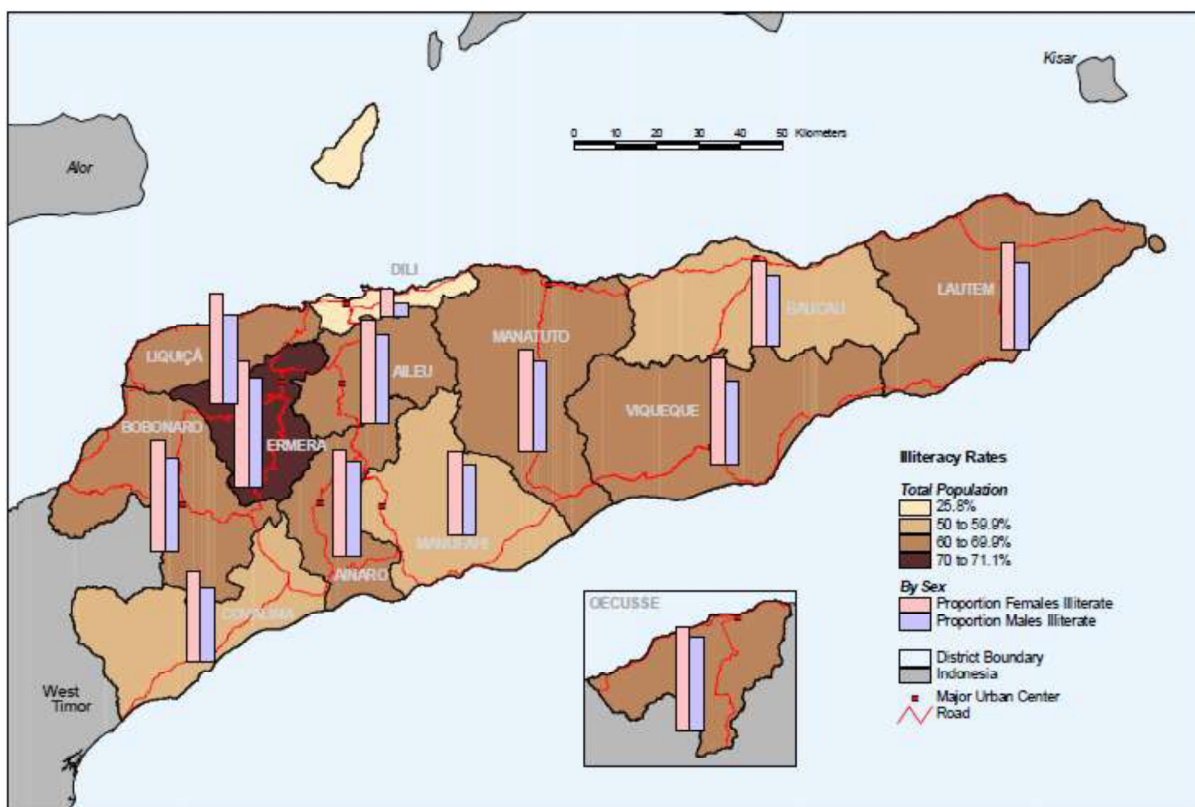 Kisar
0 10 20 30 40 50 Kilometers
Alor
DILI
LAUTEM
BAUCAU
MANATUTO
LIQUIÇÁ
AILEU
VIQUEQUE
BOBONARO
ERMERA
MANUFAHI
AINARO
COVALIMA
OECUSSE
West
Timor
Illiteracy Rates
Total Population
25.8%
50 to 59.9%
60 to 69.9%
70 to 71.1%
By Sex
Proportion Females Illiterate
Proportion Males Illiterate
District Boundary
Indonesia
Major Urban Center
Road